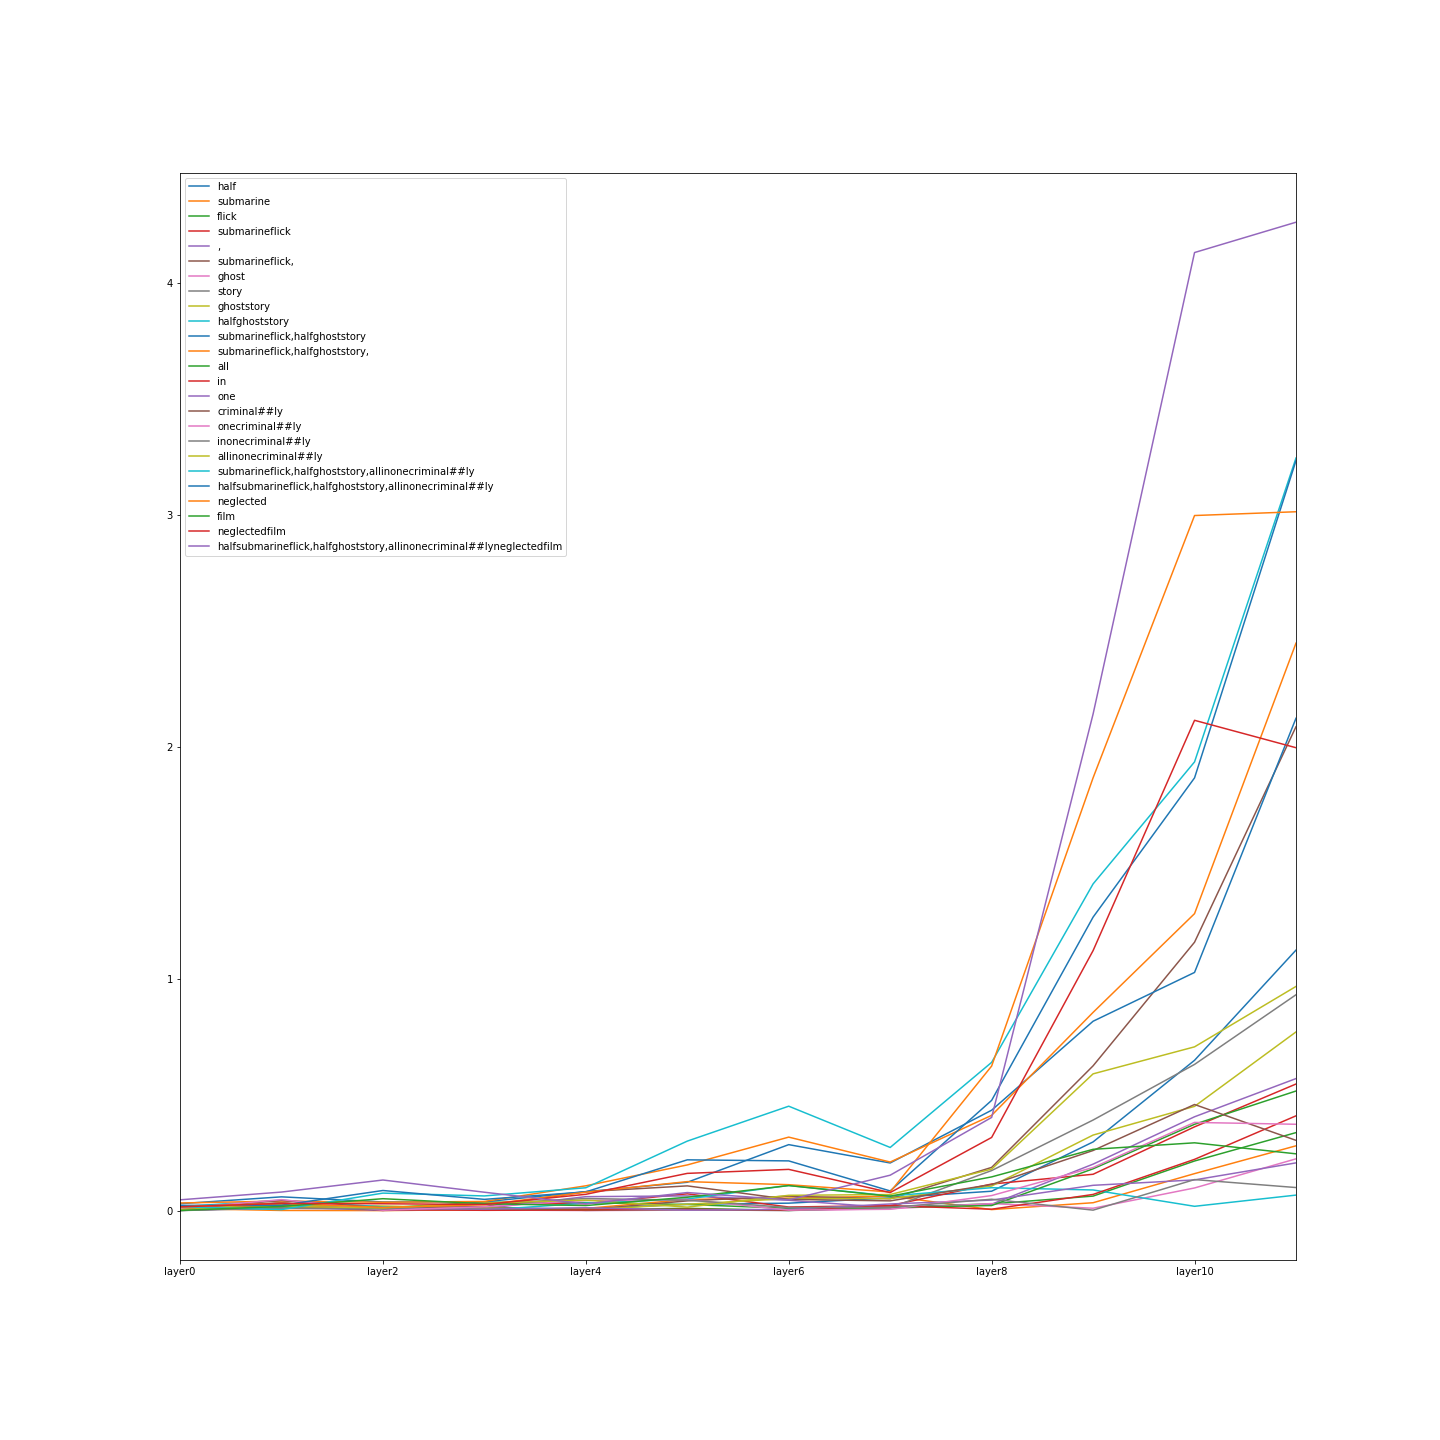 half
submarine
flick
submarineflick
,
submarineflick,
ghost
story
ghoststory
halfghoststory
submarineflick,halfghoststory
submarineflick,halfghoststory,
all
in
one
criminal##ly
onecriminal##ly
inonecriminal##ly
allinonecriminal##ly
submarineflick,halfghoststory,allinonecriminal##ly
halfsubmarineflick,halfghoststory,allinonecriminal##ly
neglected
film
neglectedfilm
halfsubmarineflick,halfghoststory,allinonecriminal##lyneglectedfilm
4
3
2
1
0
layer0 layer2 layer4 layer6 layer8 layer10